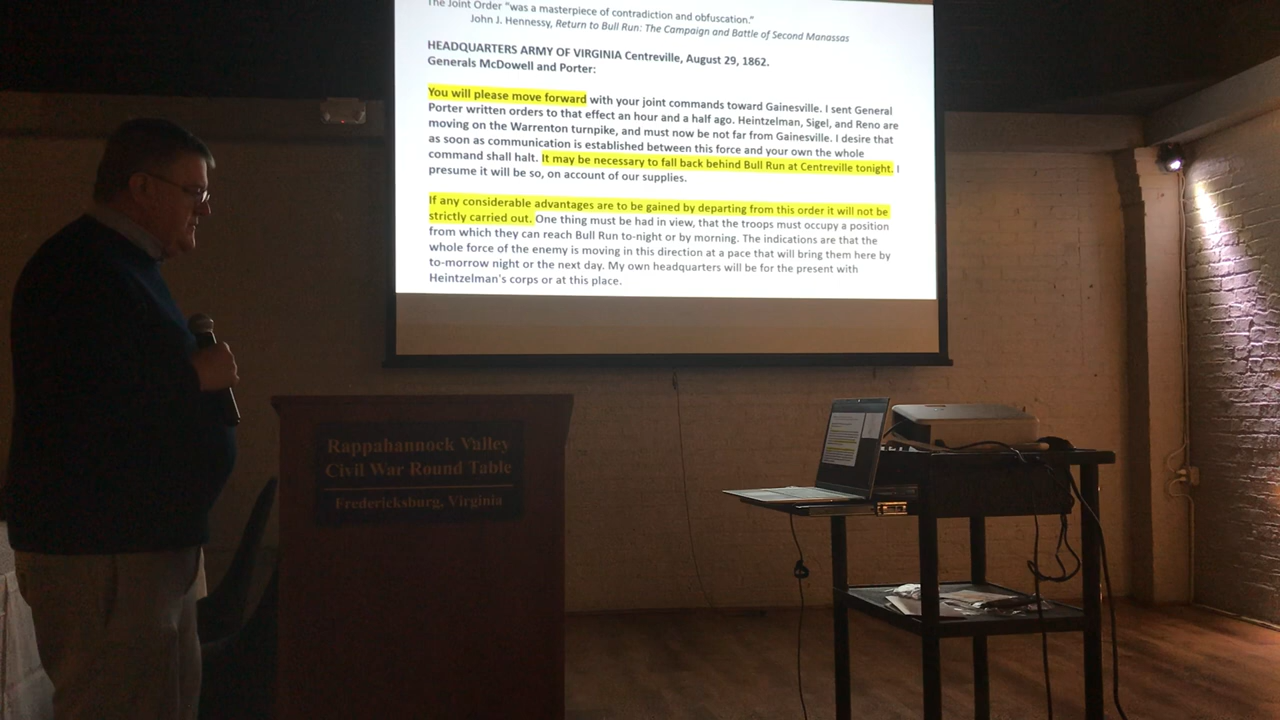 The Joint Order "was a masterpiece of contradiction and obfuscation."
John J. Hennessy, Return to Bull Run: The Campaign and Battle of Second Manassas
HEADQUARTERS ARMY OF VIRGINIA Centreville, August 29, 1862.
Generals McDowell and Porter:
You will please move forward with your joint commands toward Gainesville. I sent General
Porter written orders to that effect an hour and a half ago. Heintzelman, Sigel, and Reno are
moving on the Warrenton turnpike, and must now be not far from Gainesville. I desire that
as soon as communication is established between this force and your own the whole
command shall halt. It may be necessary to fall back behind Bull Run at Centreville tonight. I
presume it will be so, on account of our supplies.
If any considerable advantages are to be gained by departing from this order it will not be
strictly carried out. One thing must be had in view, that the troops must occupy a position
from which they can reach Bull Run to-night or by morning. The indications are that the
whole force of the enemy is moving in this direction at a pace that will bring them here by
to-morrow night or the next day. My own headquarters will be for the present with
Heintzelman's corps or at this place.
Rappahannock Valley
Civil War Round Table
Fredericksburg, Virginia